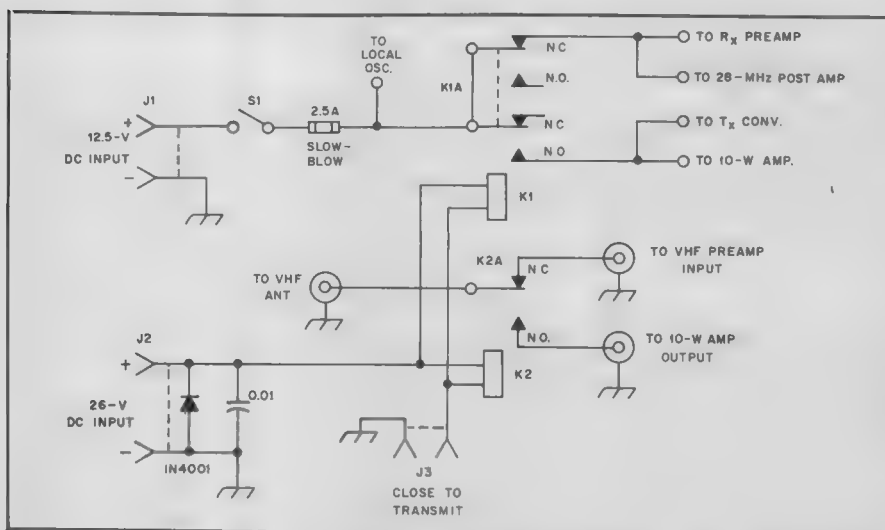 TO
LOCAL
OSC.
K1A
NC
N.O.
NC
NO
TO Rx PREAMP
TO 28-MHz POST AMP
TO Tx CONV.
TO 10-W AMP.
J1
+
12.5-V
DC INPUT
-
S1
2.5A
SLOW-
BLOW
K1
TO VHF
ANT
K2A
NC
NO.
TO VHF PREAMP
INPUT
TO 10-W AMP
OUTPUT
K2
J2
+
26-V
DC INPUT
-
0.01
IN4001
J3
CLOSE TO
TRANSMIT